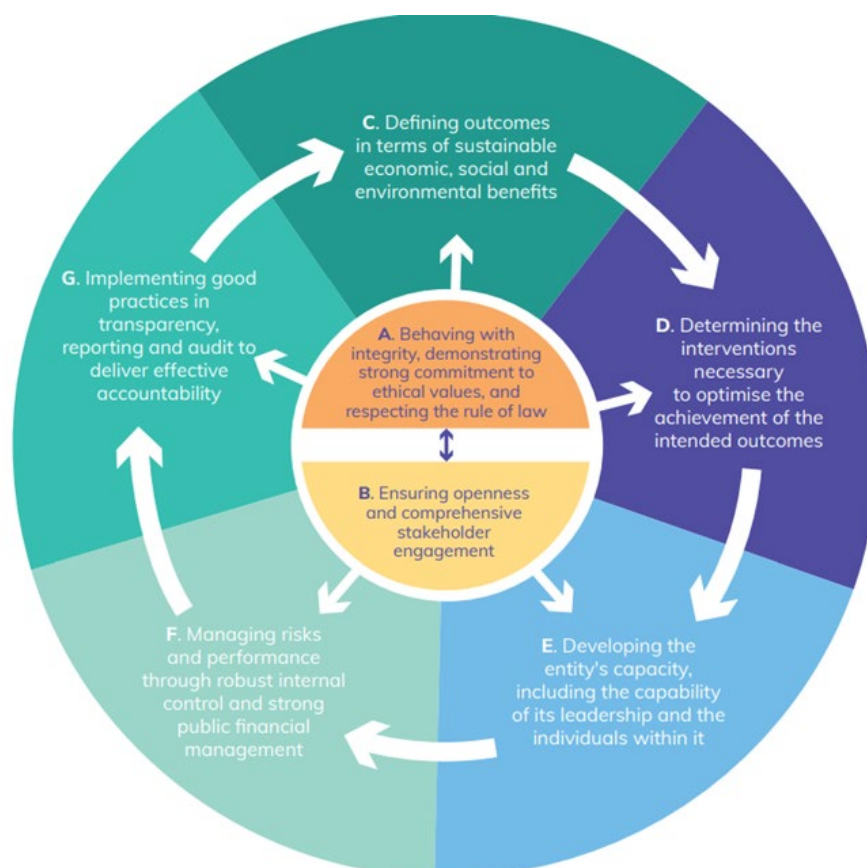 C. Defining outcomes
in terms of sustainable
economic, social and
environmental benefits
D. Determining the
interventions
necessary
to optimise the
achievement of the
intended outcomes
E. Developing the
entity's capacity,
including the capability
of its leadership and the
individuals within it
F. Managing risks
and performance
through robust internal
control and strong
public financial
management
G. Implementing good
practices in
transparency,
reporting and audit to
deliver effective
accountability
A. Behaving with
integrity, demonstrating
strong commitment to
ethical values, and
respecting the rule of law
B. Ensuring openness
and comprehensive
stakeholder
engagement